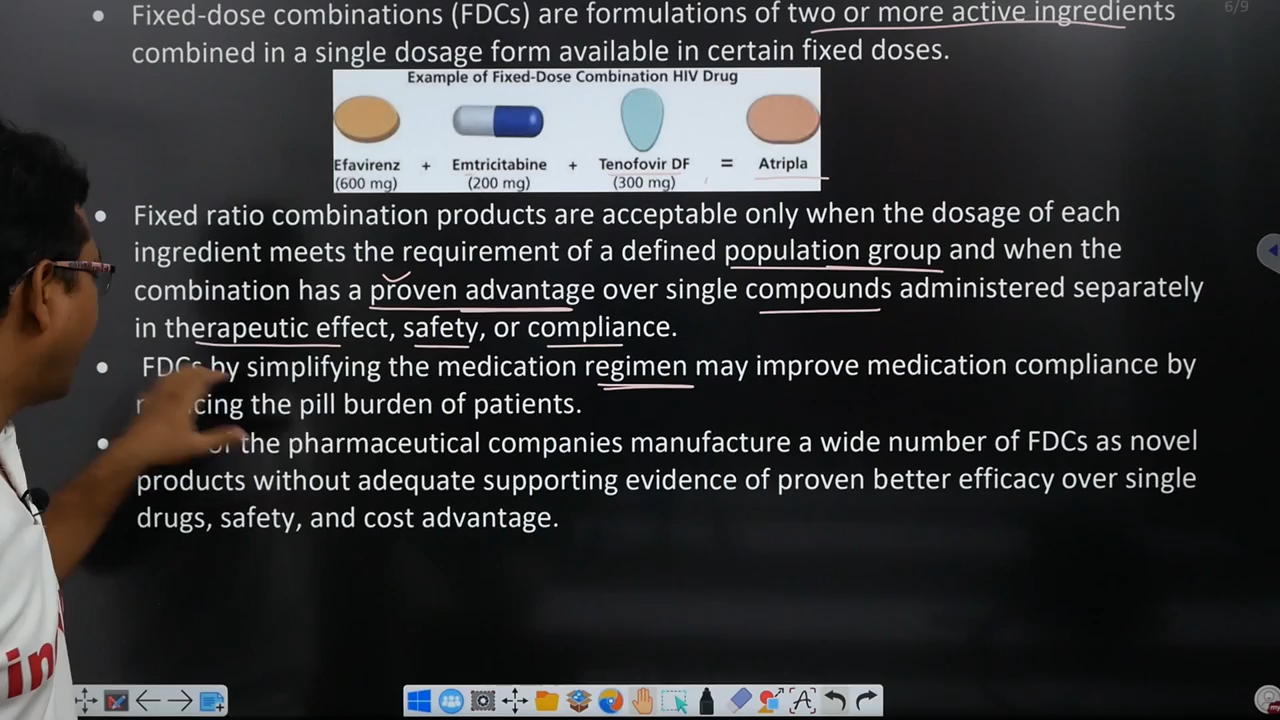 6/9
• Fixed-dose combinations (FDCs) are formulations of two or more active ingredients
combined in a single dosage form available in certain fixed doses.
Example of Fixed-Dose Combination HIV Drug
Efavirenz + Emtricitabine + Tenofovir DF = Atripla
(600 mg) (200 mg) (300 mg)
• Fixed ratio combination products are acceptable only when the dosage of each
ingredient meets the requirement of a defined population group and when the
combination has a proven advantage over single compounds administered separately
in therapeutic effect, safety, or compliance.
• FDCs by simplifying the medication regimen may improve medication compliance by
the pill burden of patients.
• the pharmaceutical companies manufacture a wide number of FDCs as novel
products without adequate supporting evidence of proven better efficacy over single
drugs, safety, and cost advantage.
in